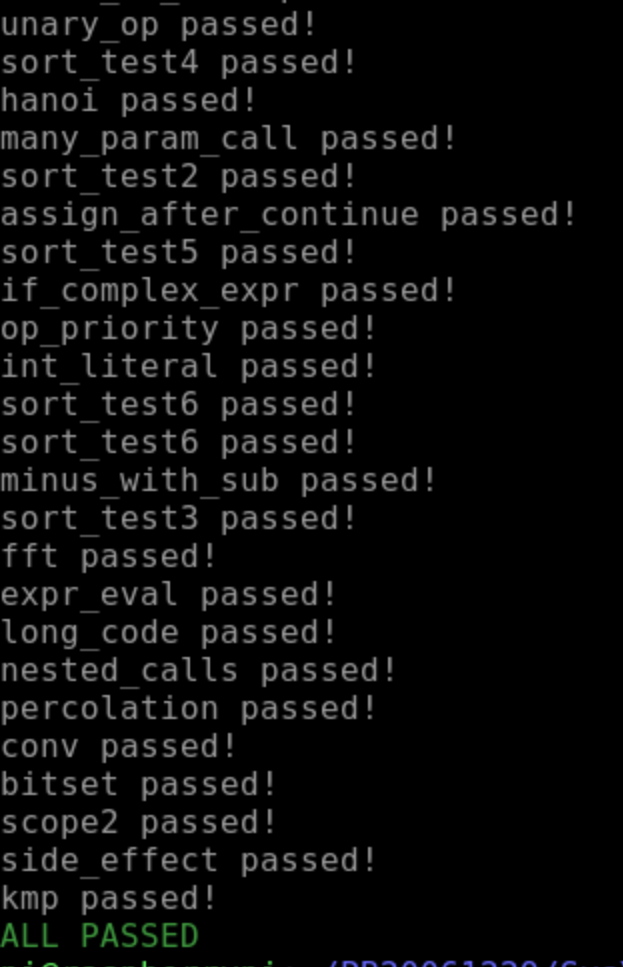 unary_op passed!
sort_test4 passed!
hanoi passed!
many_param_call passed!
sort_test2 passed!
assign_after_continue passed!
sort_test5 passed!
if_complex_expr passed!
op_priority passed!
int_literal passed!
sort_test6 passed!
sort_test6 passed!
minus_with_sub passed!
sort_test3 passed!
fft passed!
expr_eval passed!
long_code passed!
nested_calls passed!
percolation passed!
conv passed!
bitset passed!
scope2 passed!
side_effect passed!
kmp passed!
ALL PASSED